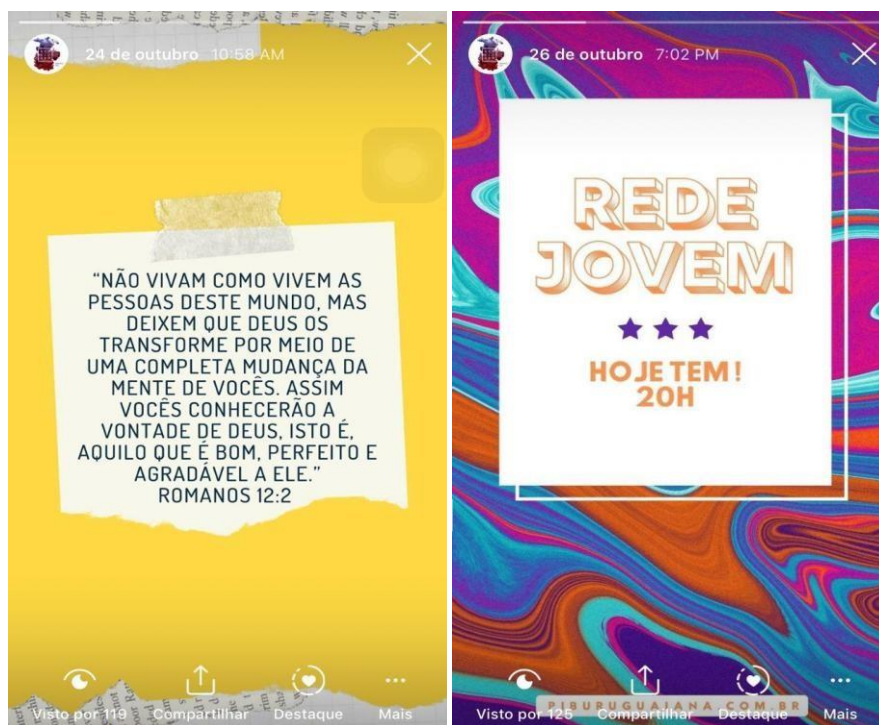 24 de outubro 10:58 AM
“NÃO VIVAM COMO VIVEM AS
PESSOAS DESTE MUNDO, MAS
DEIXEM QUE DEUS OS
TRANSFORME POR MEIO DE
UMA COMPLETA MUDANÇA DA
MENTE DE VOCÊS. ASSIM
VOCÊS CONHECERÃO A
VONTADE DE DEUS, ISTO É,
AQUILO QUE É BOM, PERFEITO E
AGRADÁVEL A ELE.”
ROMANOS 12:2
Visto por 119 Compartilhar Destaque Mais
26 de outubro 7:02 PM
REDE
JOVEM
HOJE TEM!
20H
PIBURUGUAIANA.COM.BR
Visto por 125 Compartilhar Destaque Mais